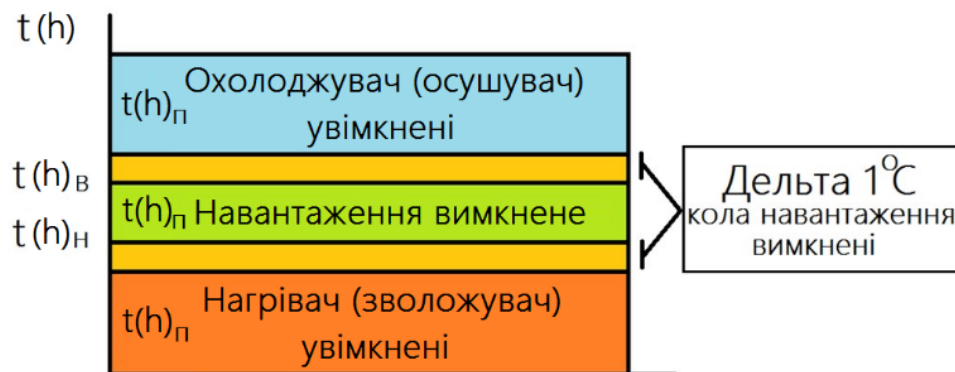 t(h)
t(h)п Охолоджувач (осушувач)
увімкнені
t(h)в
t(h)п Навантаження вимкнене
t(h)н
t(h)п Нагрівач (зволожувач)
увімкнені
Дельта 1°С
кола навантаження
вимкнені